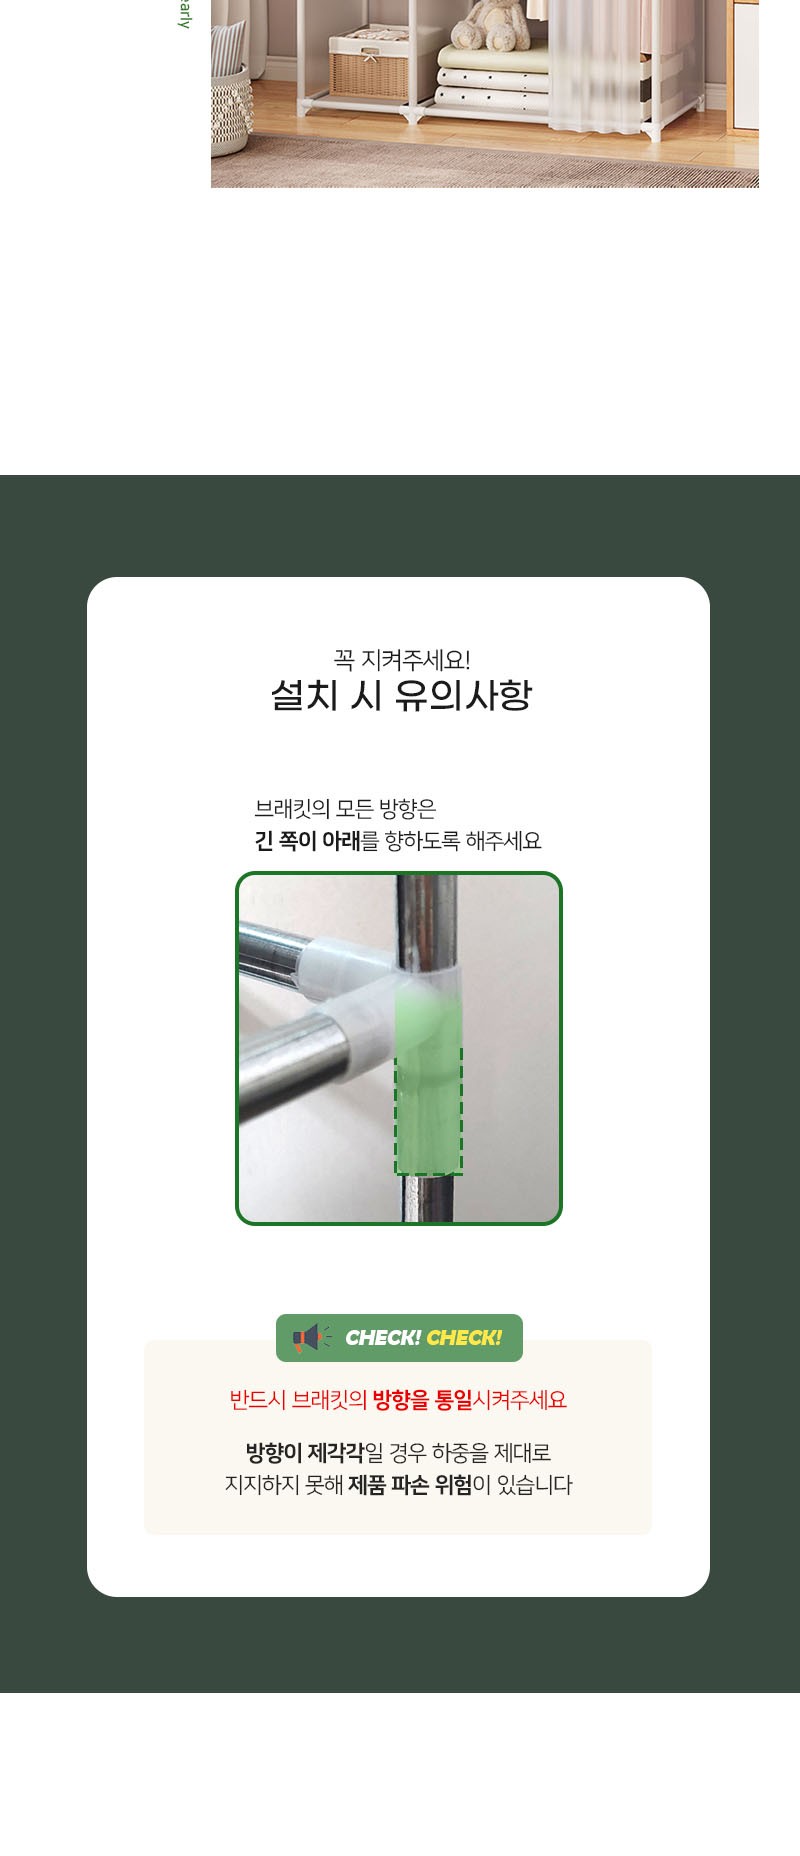 early
꼭 지켜주세요!
설치 시 유의사항
브래킷의 모든 방향은
긴 쪽이 아래를 향하도록 해주세요
CHECK! CHECK!
반드시 브래킷의 방향을 통일시켜주세요
방향이 제각각일 경우 하중을 제대로
지지하지 못해 제품 파손 위험이 있습니다